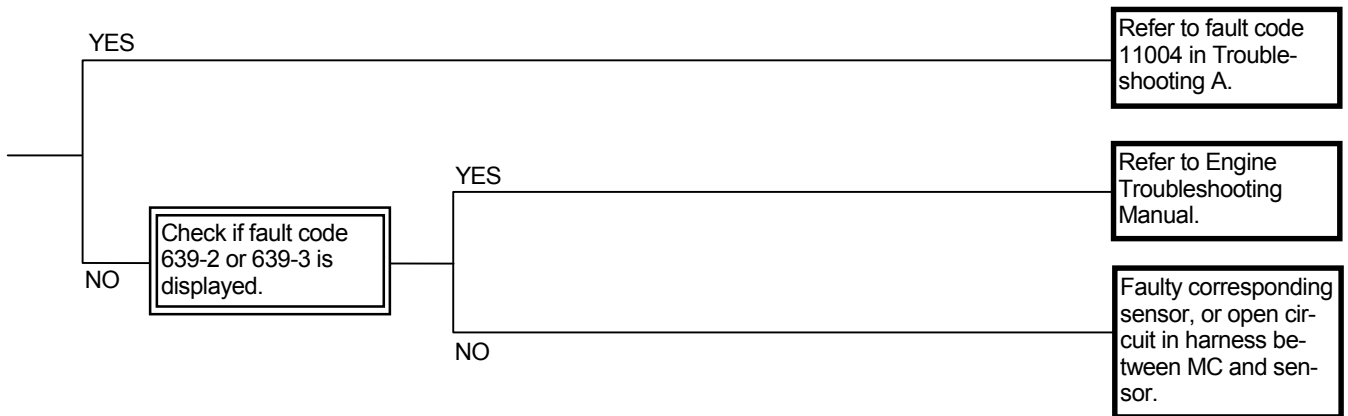 YES
Refer to fault code
11004 in Trouble-
shooting A.
YES
Refer to Engine
Troubleshooting
Manual.
Check if fault code
639-2 or 639-3 is
displayed.
NO
Faulty corresponding
sensor, or open cir-
cuit in harness be-
tween MC and sen-
sor.
NO